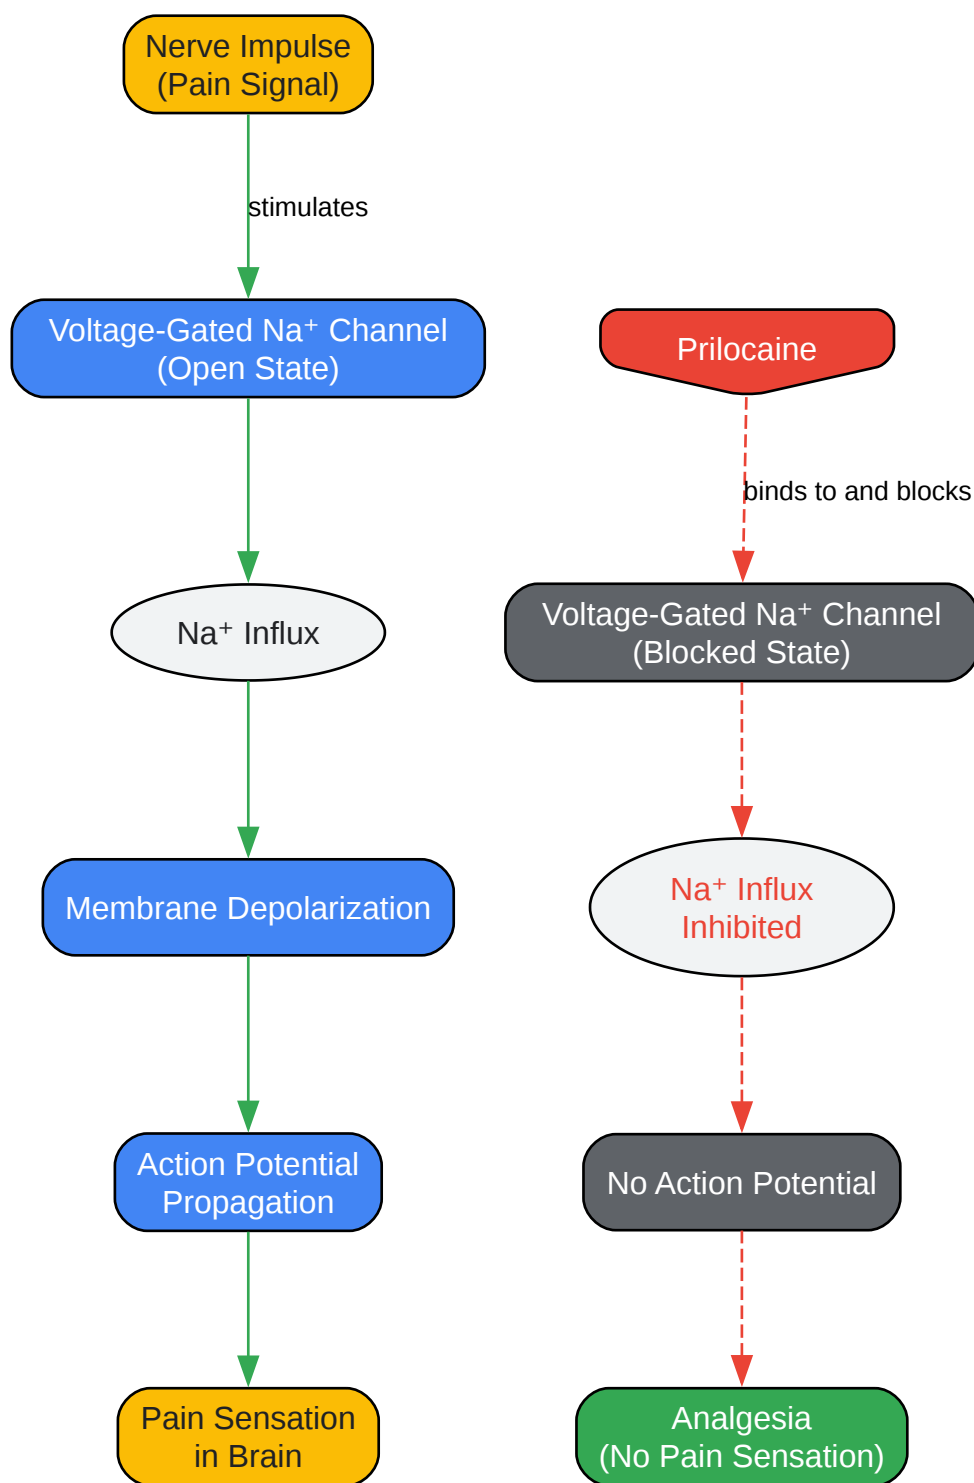 Nerve Impulse
(Pain Signal)
stimulates
Voltage-Gated Na⁺ Channel
(Open State)
Na⁺ Influx
Membrane Depolarization
Action Potential
Propagation
Pain Sensation
in Brain
Prilocaine
binds to and blocks
Voltage-Gated Na⁺ Channel
(Blocked State)
Na⁺ Influx
Inhibited
No Action Potential
Analgesia
(No Pain Sensation)